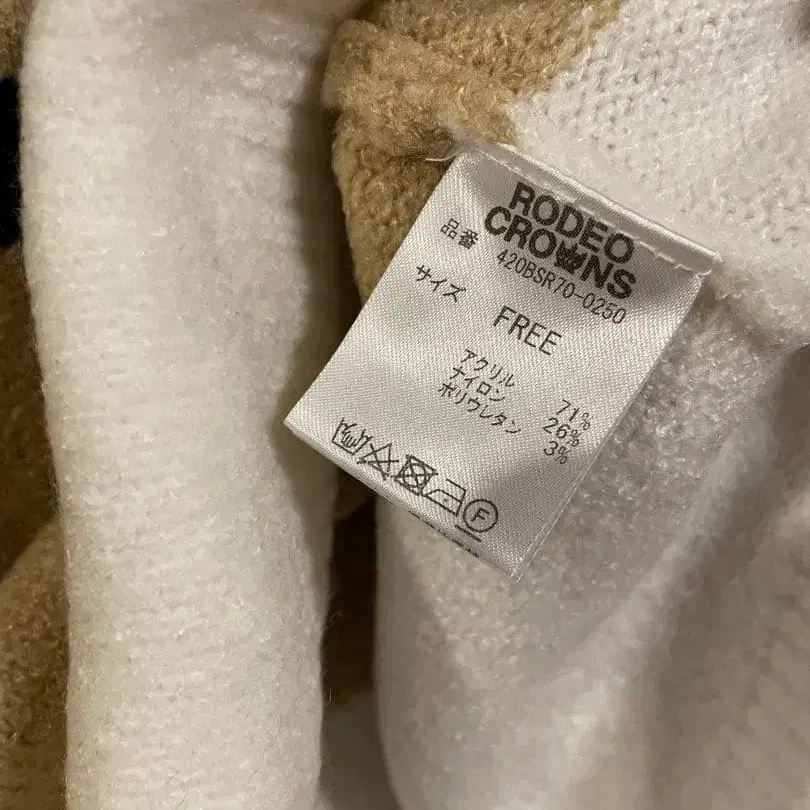 RODEO
CROWNS
品番 420BSR70-0250
サイズ FREE
アクリル 71%
ナイロン 26%
ポリウレタン 3%
F